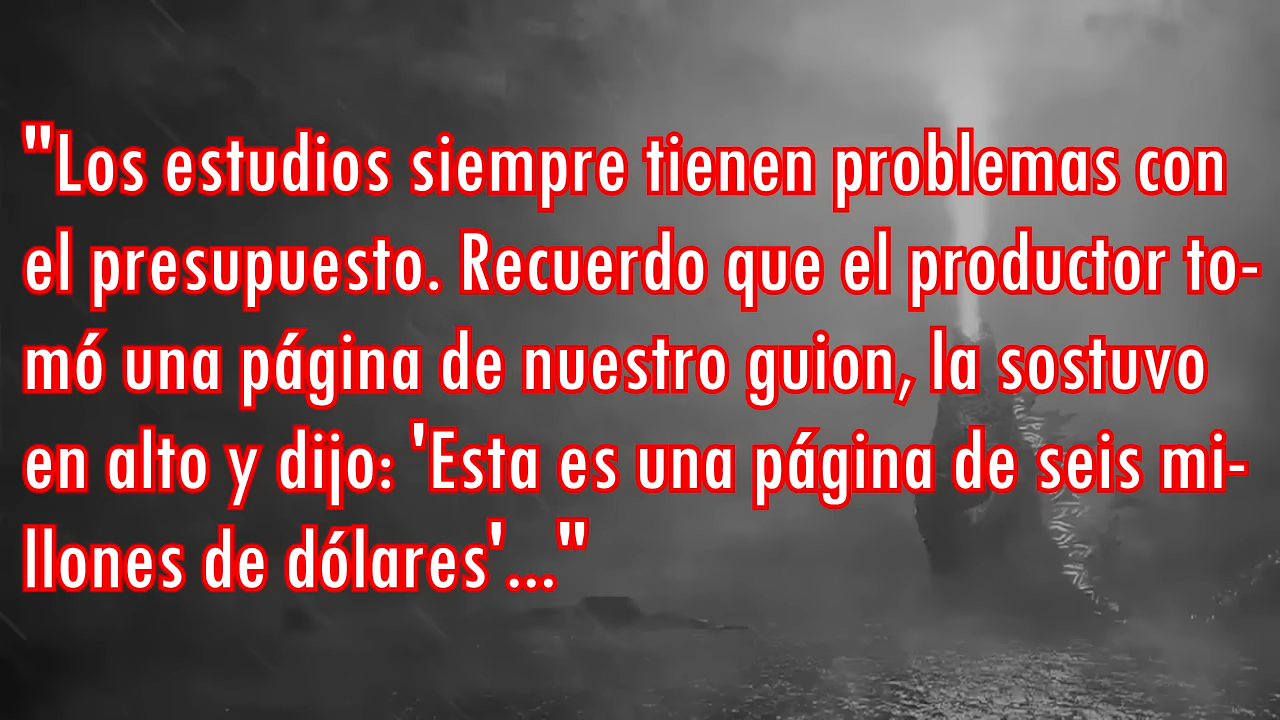 "Los estudios siempre tienen problemas con
el presupuesto. Recuerdo que el productor to-
mó una página de nuestro guion, la sostuvo
en alto y dijo: 'Esta es una página de seis mi-
llones de dólares'..."